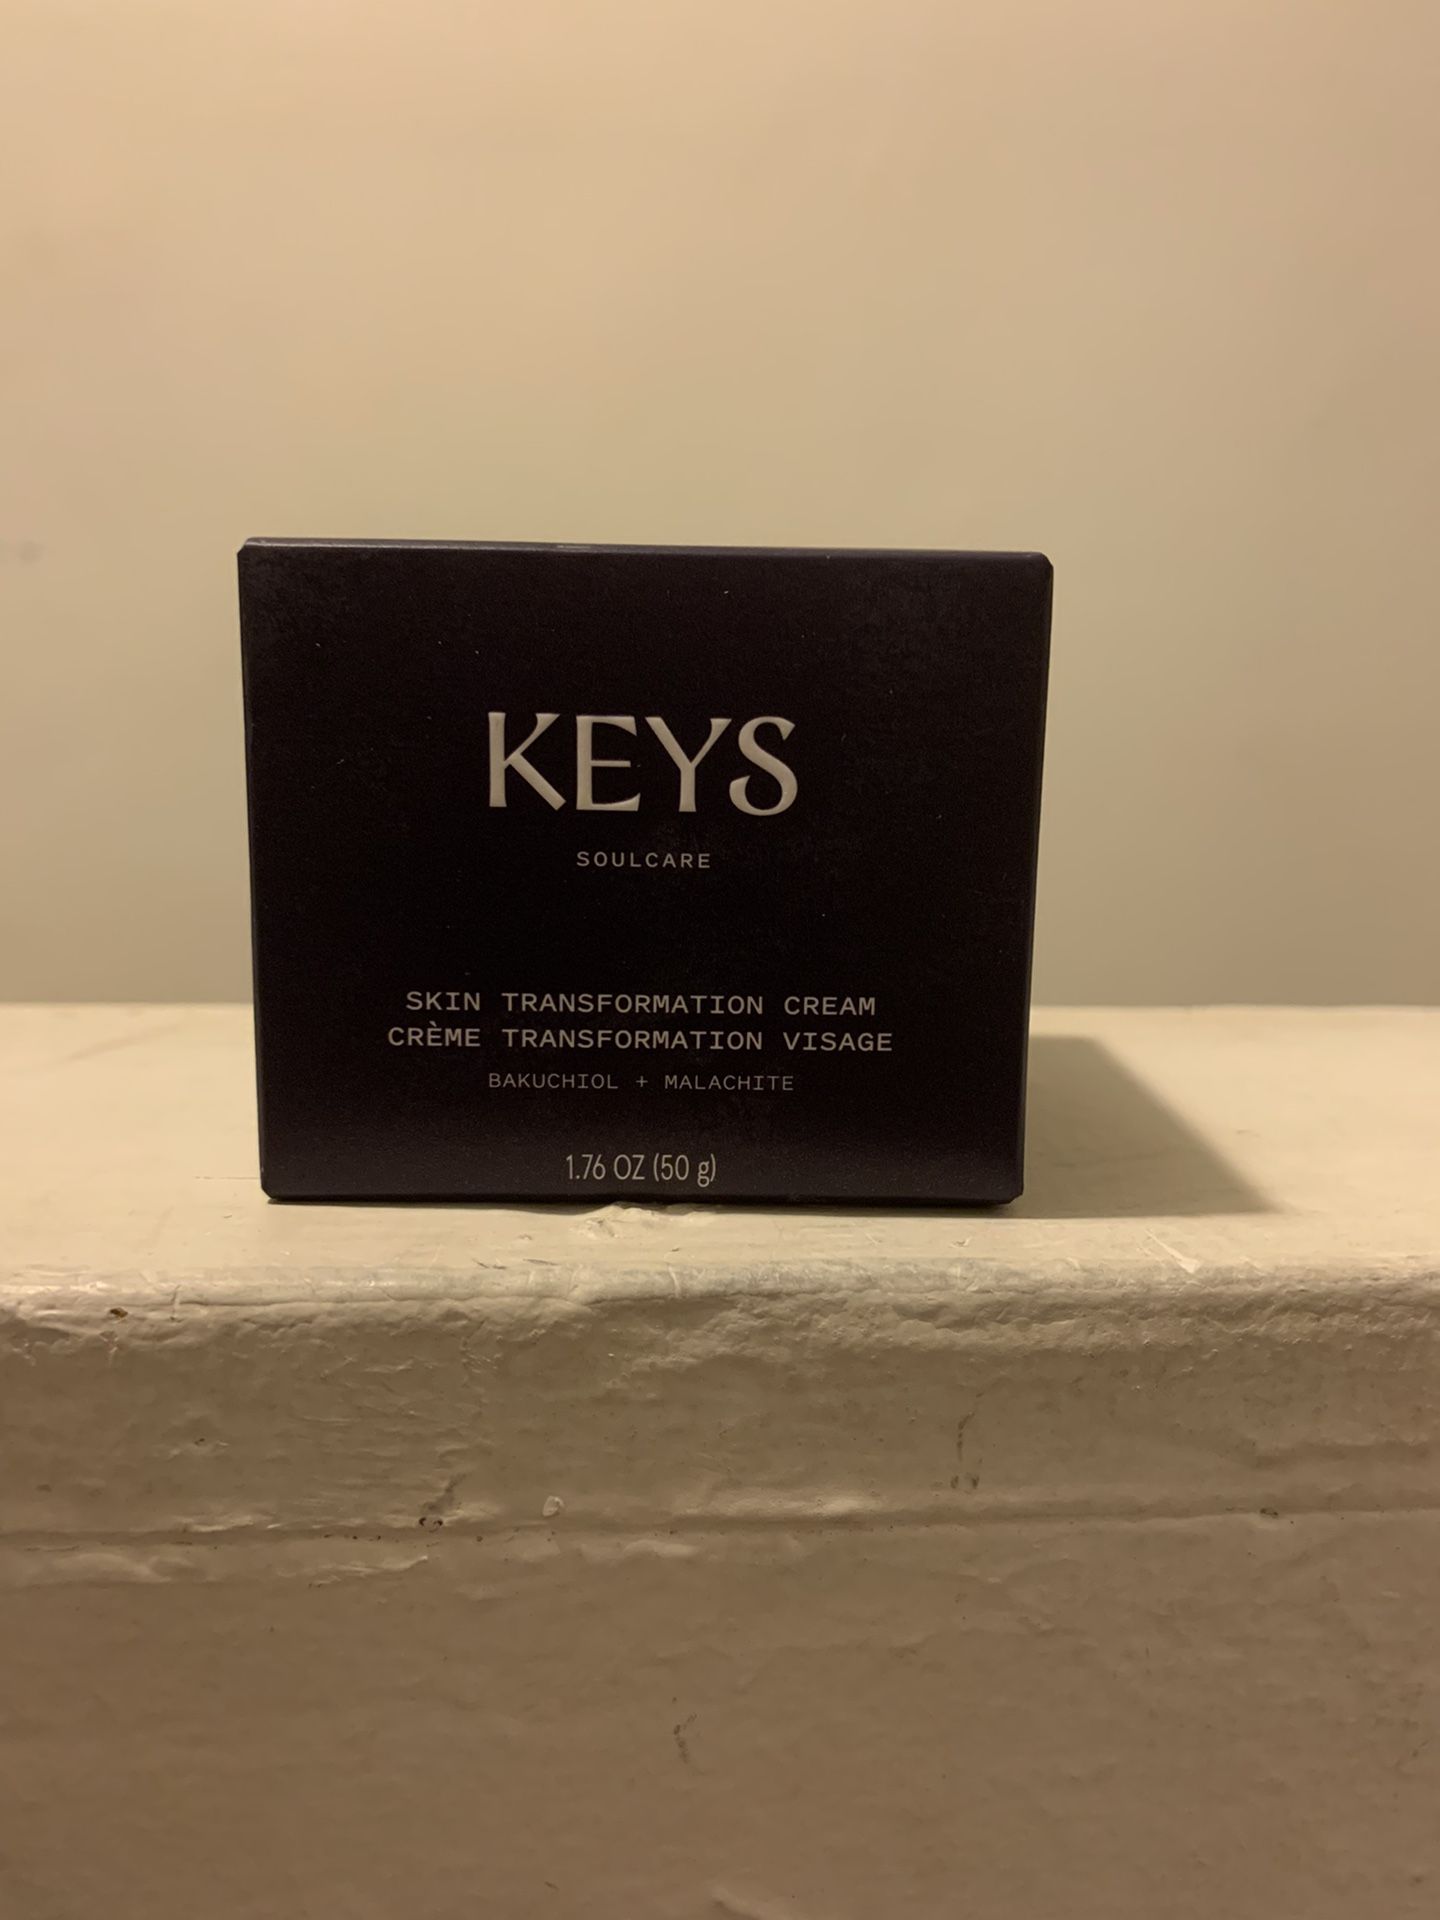 KEYS
SOULCARE
SKIN TRANSFORMATION CREAM
CRÈME TRANSFORMATION VISAGE
BAKUCHIOL + MALACHITE
1.76 OZ (50 g)